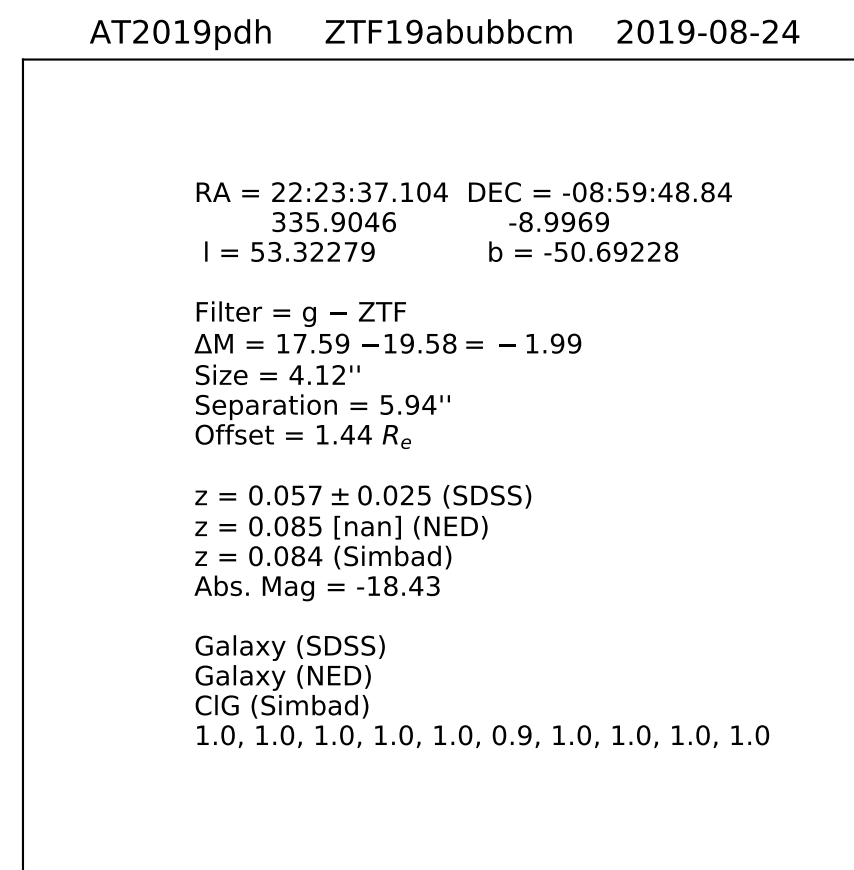 AT2019pdh ZTF19abubbcm 2019-08-24
RA = 22:23:37.104 DEC = -08:59:48.84
335.9046 -8.9969
l = 53.32279 b = -50.69228
Filter = g − ZTF
ΔM = 17.59 −19.58 = − 1.99
Size = 4.12''
Separation = 5.94''
Offset = 1.44 Rₑ
z = 0.057 ± 0.025 (SDSS)
z = 0.085 [nan] (NED)
z = 0.084 (Simbad)
Abs. Mag = -18.43
Galaxy (SDSS)
Galaxy (NED)
ClG (Simbad)
1.0, 1.0, 1.0, 1.0, 1.0, 0.9, 1.0, 1.0, 1.0, 1.0